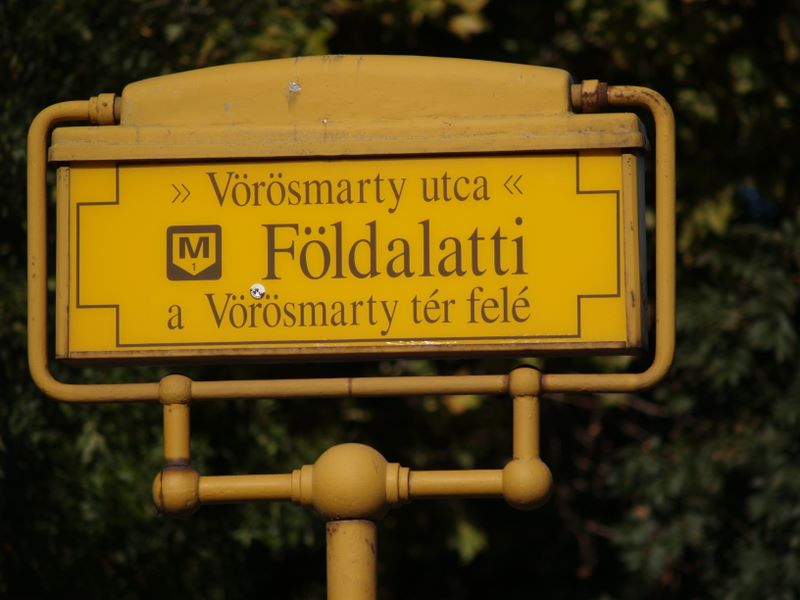 » Vörösmarty utca «
M
1
Földalatti
a Vörösmarty tér felé